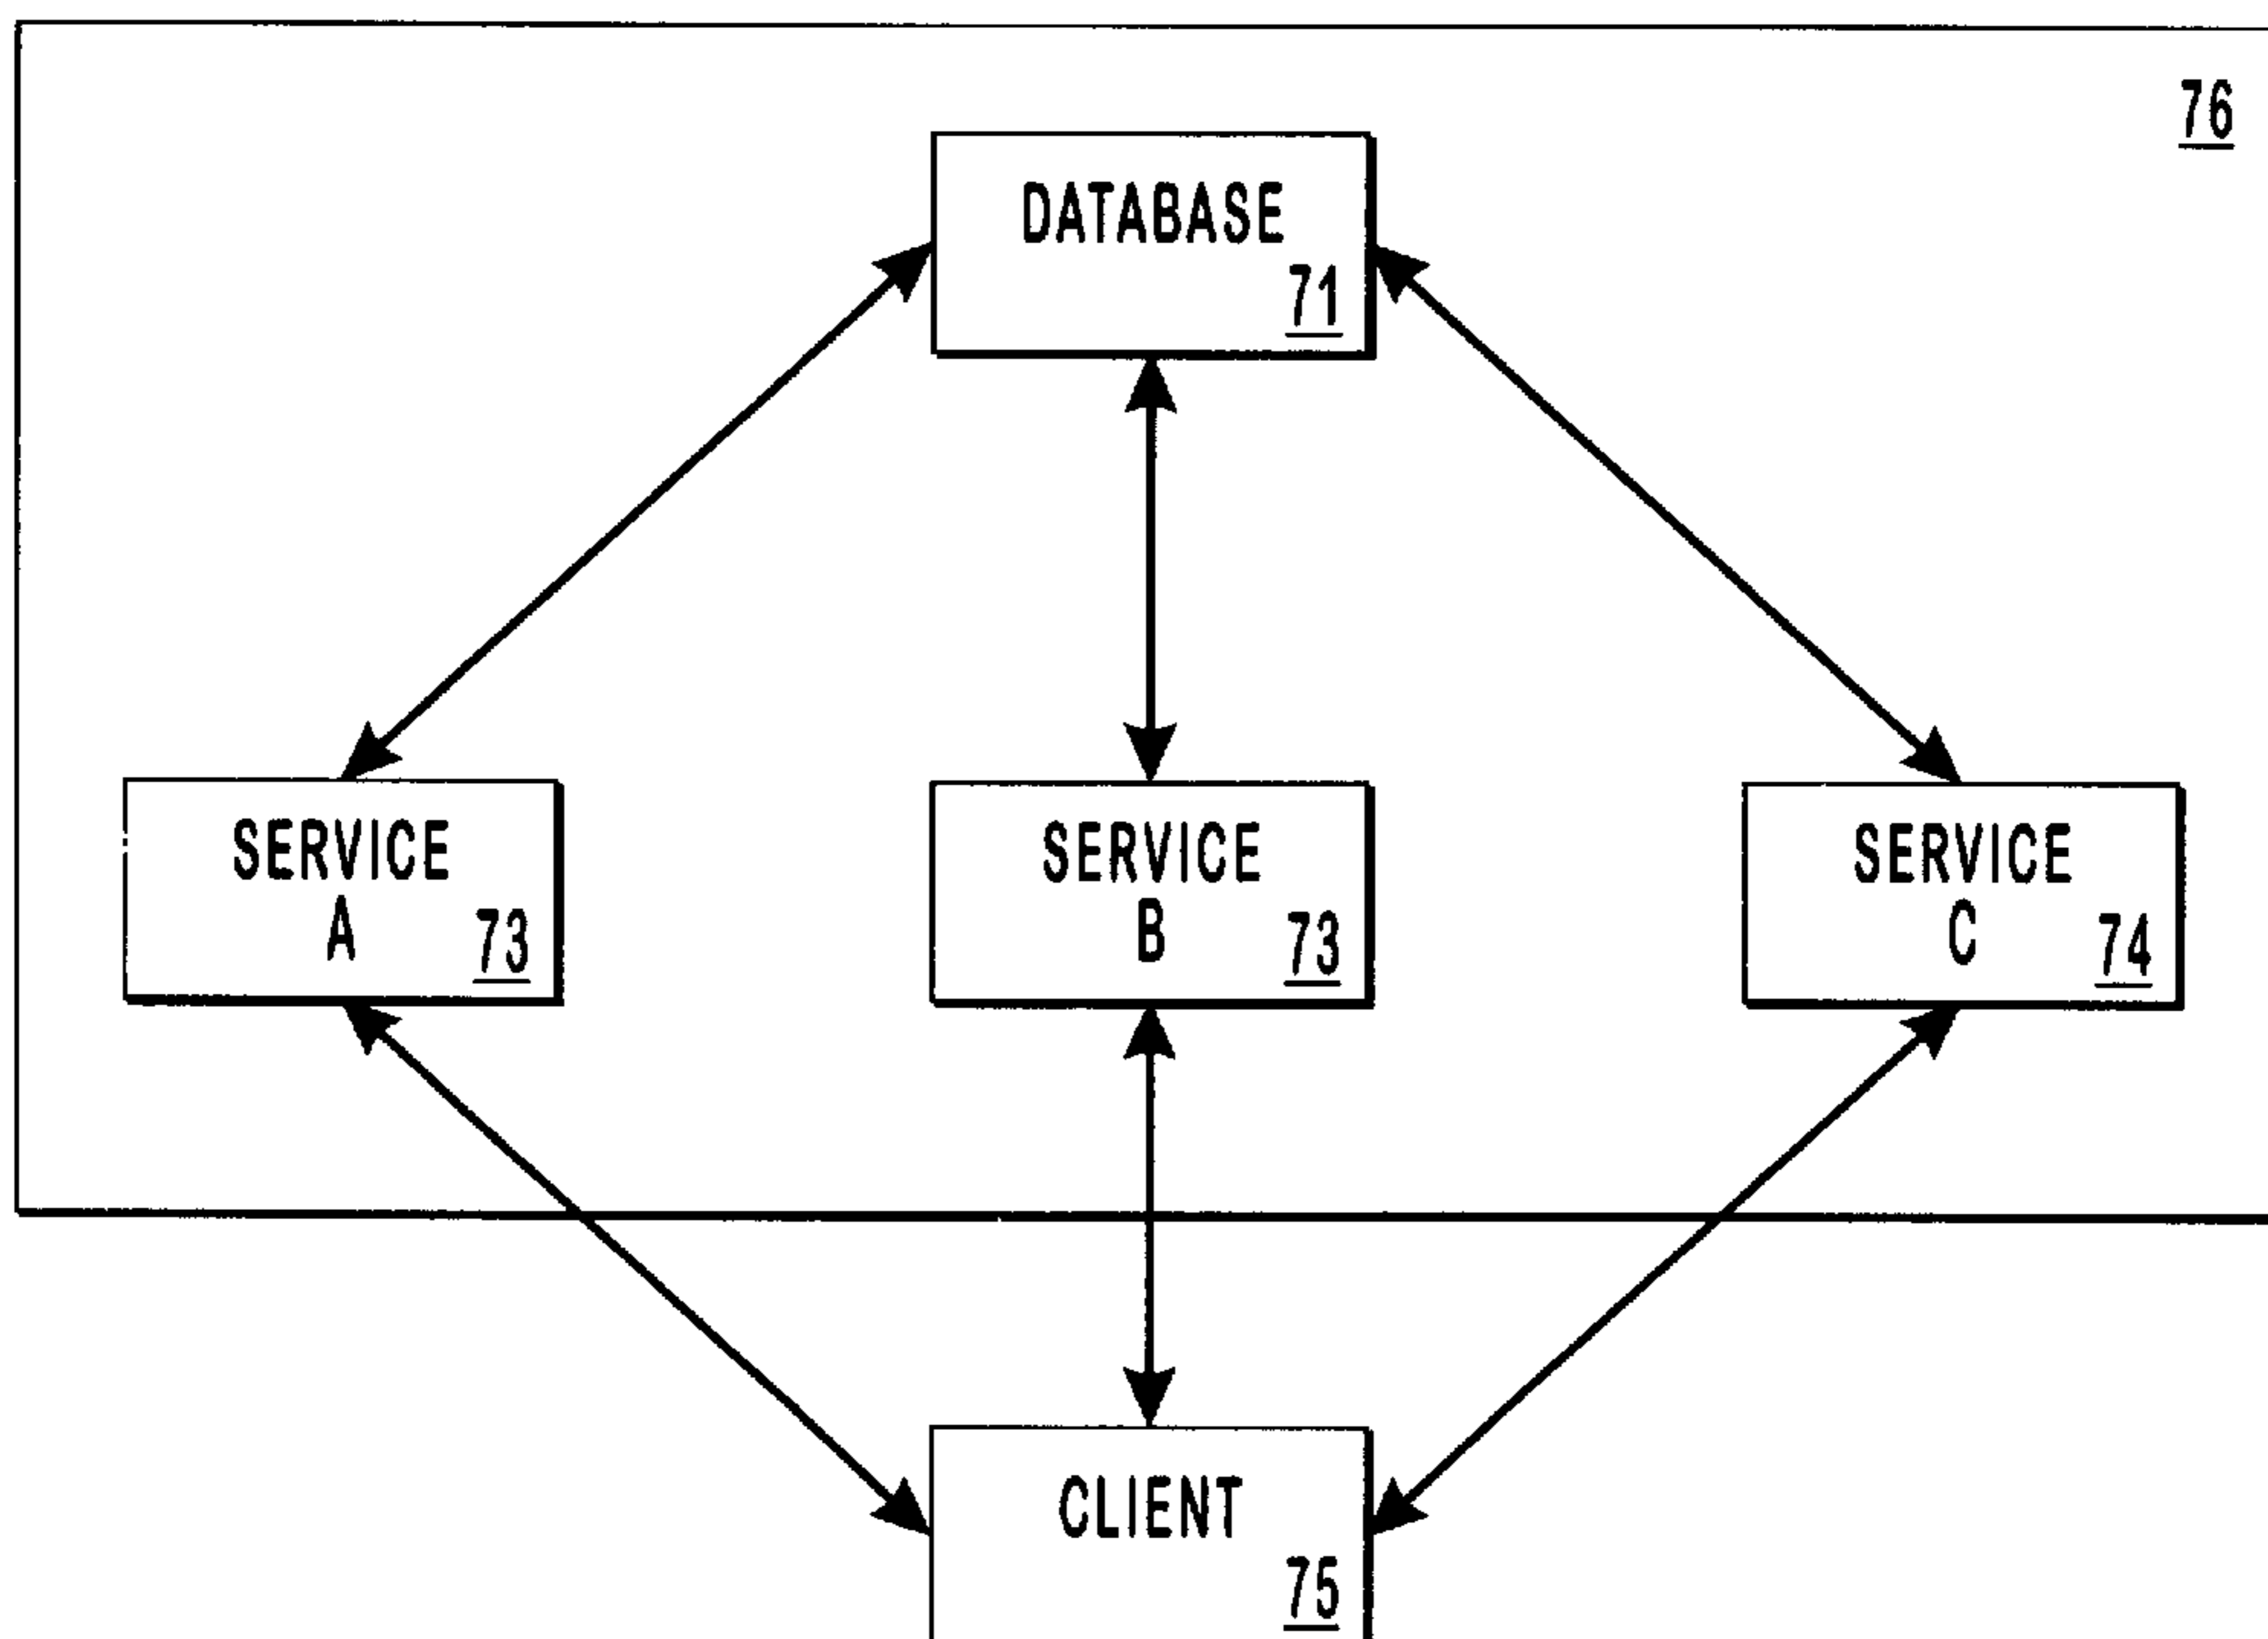 76
DATABASE
71
SERVICE
A
73
SERVICE
B
73
SERVICE
C
74
CLIENT
75